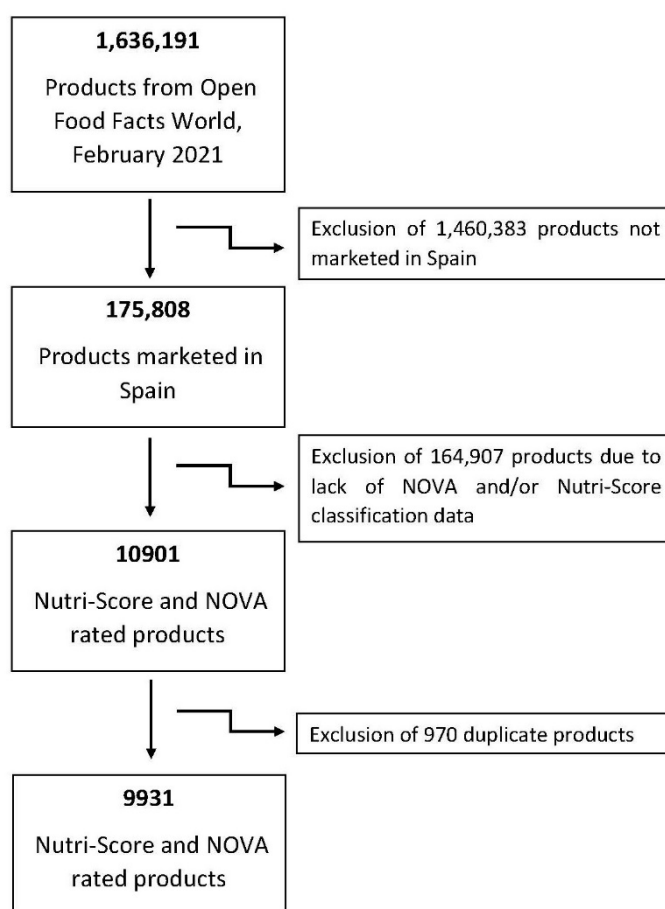 1,636,191
Products from Open
Food Facts World,
February 2021
Exclusion of 1,460,383 products not
marketed in Spain
175,808
Products marketed in
Spain
Exclusion of 164,907 products due to
lack of NOVA and/or Nutri-Score
classification data
10901
Nutri-Score and NOVA
rated products
Exclusion of 970 duplicate products
9931
Nutri-Score and NOVA
rated products